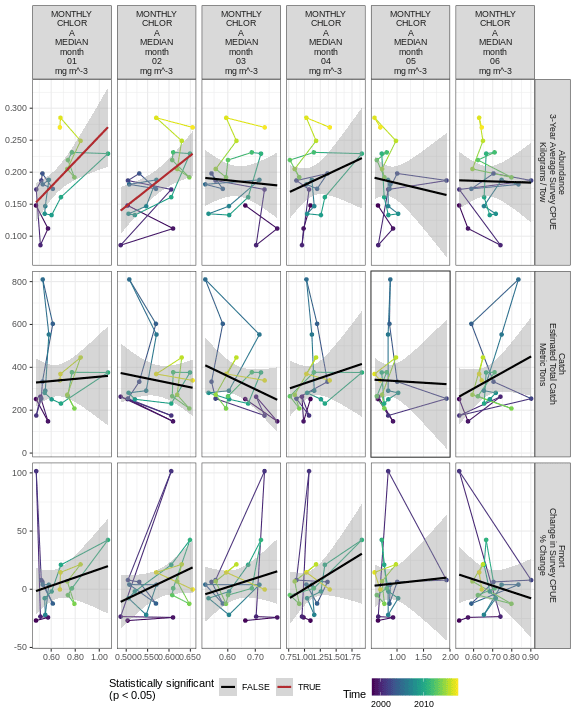 MONTHLY
CHLOR
A
MEDIAN
month
01
mg m^-3
MONTHLY
CHLOR
A
MEDIAN
month
02
mg m^-3
MONTHLY
CHLOR
A
MEDIAN
month
03
mg m^-3
MONTHLY
CHLOR
A
MEDIAN
month
04
mg m^-3
MONTHLY
CHLOR
A
MEDIAN
month
05
mg m^-3
MONTHLY
CHLOR
A
MEDIAN
month
06
mg m^-3
0.300
0.250
0.200
0.150
0.100
Abundance
3-Year Average Survey CPUE
Kilograms / Tow
800
600
400
200
0
Catch
Estimated Total Catch
Metric Tons
100
50
0
-50
Fmort
Change in Survey CPUE
% Change
0.60 0.80 1.00
0.500 0.550 0.600 0.650
0.60 0.70
0.75 1.00 1.25 1.50 1.75
1.00 1.50 2.00
0.60 0.70 0.80 0.90
Statistically significant
(p < 0.05)
FALSE TRUE
Time
2000 2010